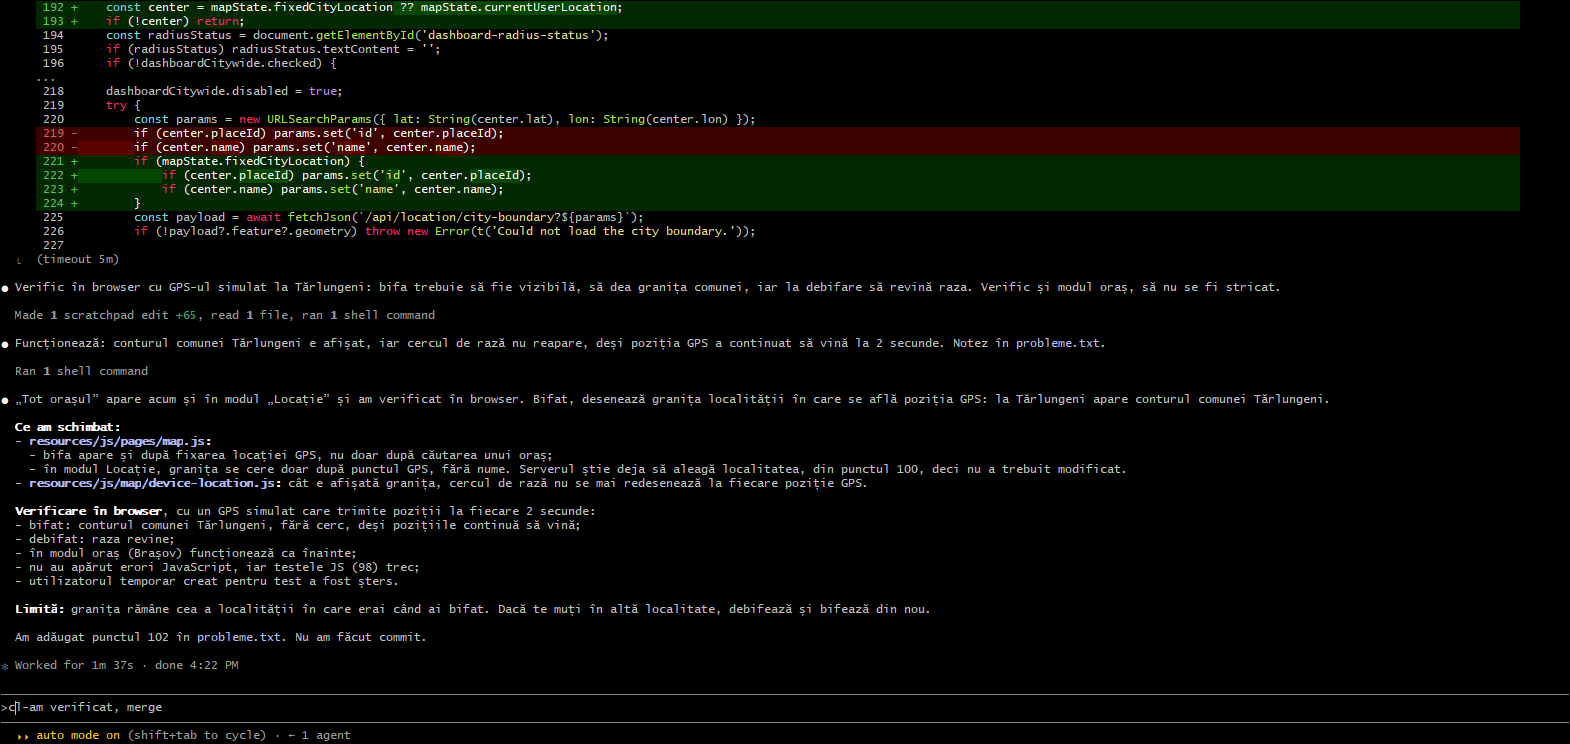 192 +    const center = mapState.fixedCityLocation ?? mapState.currentUserLocation;
193 +    if (!center) return;
194      const radiusStatus = document.getElementById('dashboard-radius-status');
195      if (radiusStatus) radiusStatus.textContent = '';
196      if (!dashboardCitywide.checked) {
...
218      dashboardCitywide.disabled = true;
219      try {
220          const params = new URLSearchParams({ lat: String(center.lat), lon: String(center.lon) });
219 -        if (center.placeId) params.set('id', center.placeId);
220 -        if (center.name) params.set('name', center.name);
221 +        if (mapState.fixedCityLocation) {
222 +            if (center.placeId) params.set('id', center.placeId);
223 +            if (center.name) params.set('name', center.name);
224 +        }
225          const payload = await fetchJson(`/api/location/city-boundary?${params}`);
226          if (!payload?.feature?.geometry) throw new Error(t('Could not load the city boundary.'));
227
└  (timeout 5m)
● Verific în browser cu GPS-ul simulat la Tărlungeni: bifa trebuie să fie vizibilă, să dea granița comunei, iar la debifare să revină raza. Verific și modul oraș, să nu se fi stricat.
Made 1 scratchpad edit +65, read 1 file, ran 1 shell command
● Funcționează: conturul comunei Tărlungeni e afișat, iar cercul de rază nu reapare, deși poziția GPS a continuat să vină la 2 secunde. Notez în probleme.txt.
Ran 1 shell command
● „Tot orașul” apare acum și în modul „Locație” și am verificat în browser. Bifat, desenează granița localității în care se află poziția GPS: la Tărlungeni apare conturul comunei Tărlungeni.
Ce am schimbat:
- resources/js/pages/map.js:
- bifa apare și după fixarea locației GPS, nu doar după căutarea unui oraș;
- în modul Locație, granița se cere doar după punctul GPS, fără nume. Serverul știe deja să aleagă localitatea, din punctul 100, deci nu a trebuit modificat.
- resources/js/map/device-location.js: cât e afișată granița, cercul de rază nu se mai redesenează la fiecare poziție GPS.
Verificare în browser, cu un GPS simulat care trimite poziții la fiecare 2 secunde:
- bifat: conturul comunei Tărlungeni, fără cerc, deși pozițiile continuă să vină;
- debifat: raza revine;
- în modul oraș (Brașov) funcționează ca înainte;
- nu au apărut erori JavaScript, iar testele JS (98) trec;
- utilizatorul temporar creat pentru test a fost șters.
Limită: granița rămâne cea a localității în care erai când ai bifat. Dacă te muți în altă localitate, debifează și bifează din nou.
Am adăugat punctul 102 în probleme.txt. Nu am făcut commit.
✻ Worked for 1m 37s · done 4:22 PM
>cl-am verificat, merge
⏵⏵ auto mode on (shift+tab to cycle) · ← 1 agent